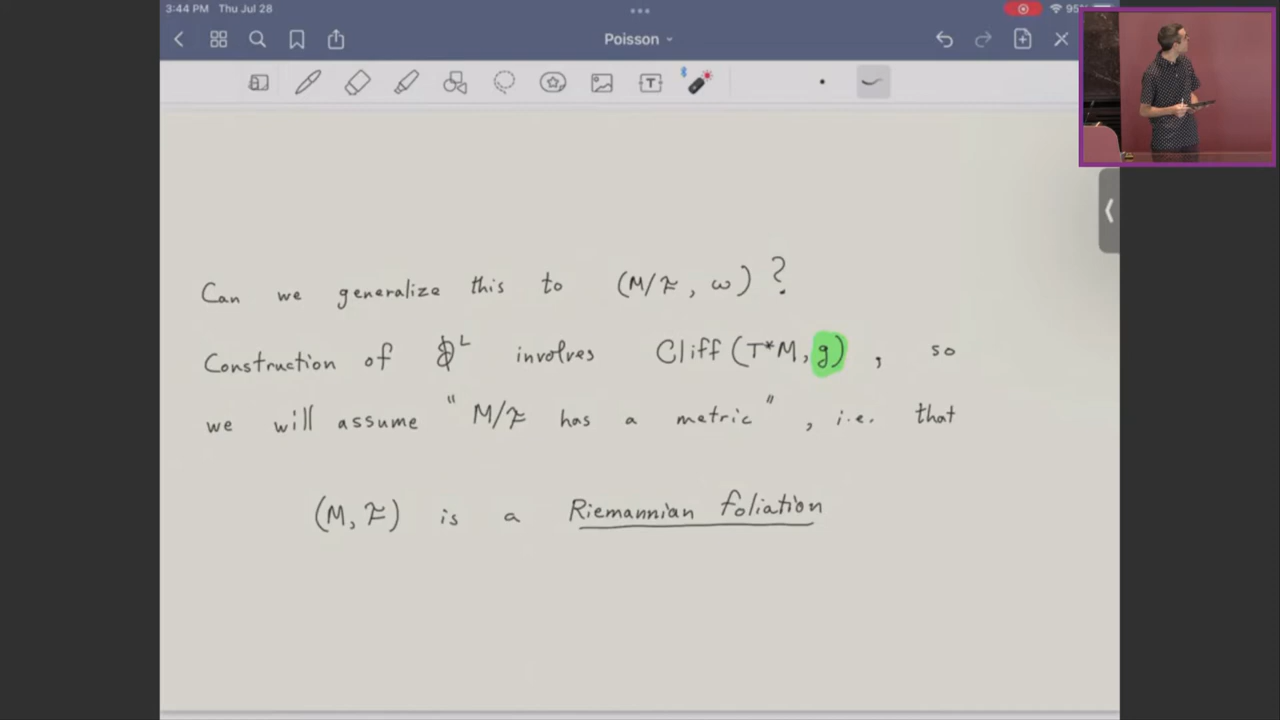 3:44 PM Thu Jul 28
95%
Poisson
T
Can we generalize this to (M/F, ω) ?
Construction of ∂̸ᴸ involves Cliff (T*M, g) , so
we will assume " M/F has a metric " , i.e. that
(M, F) is a Riemannian foliation